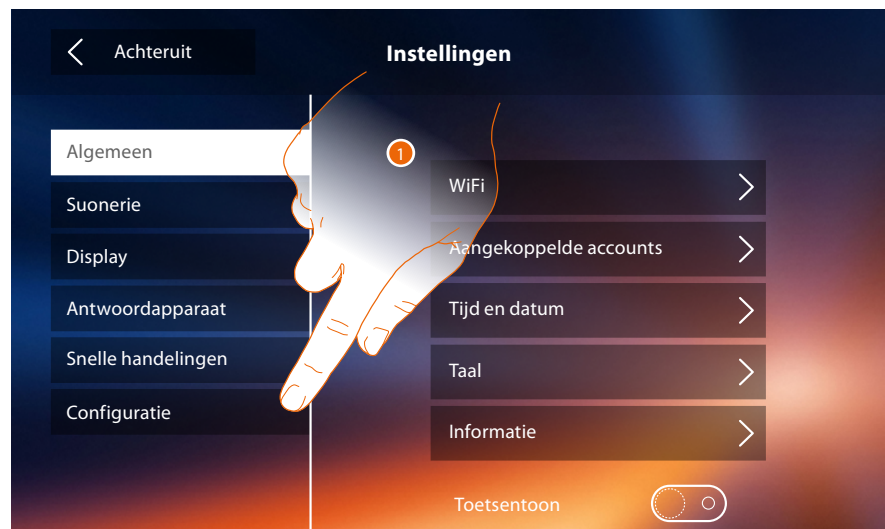 Achteruit
Instellingen
Algemeen
Suonerie
Display
Antwoordapparaat
Snelle handelingen
Configuratie
1
WiFi
Aangekoppelde accounts
Tijd en datum
Taal
Informatie
Toetsentoon